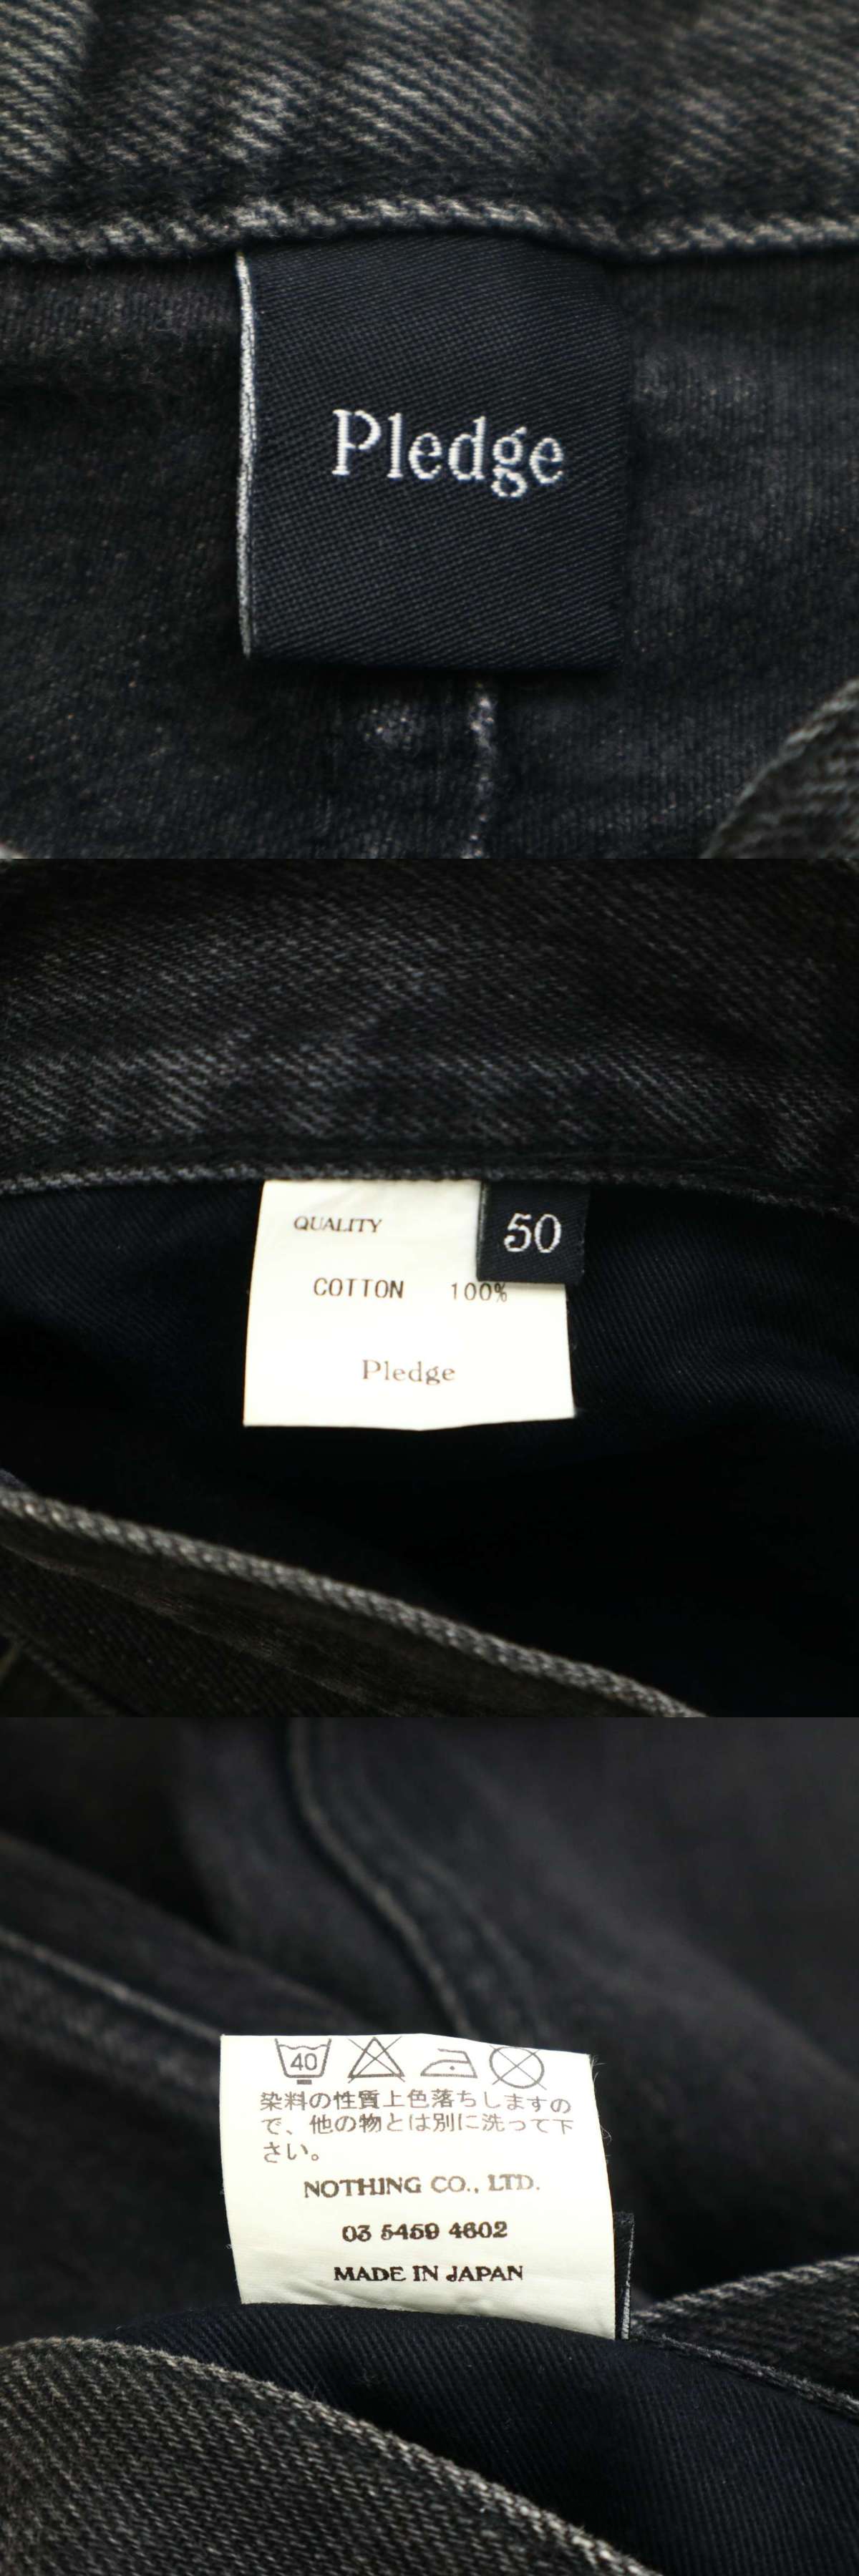 Pledge
QUALITY
50
COTTON 100%
Pledge
40
染料の性質上色落ちしますの
で、他の物とは別に洗って下
さい。
NOTHING CO., LTD.
03 5459 4602
MADE IN JAPAN